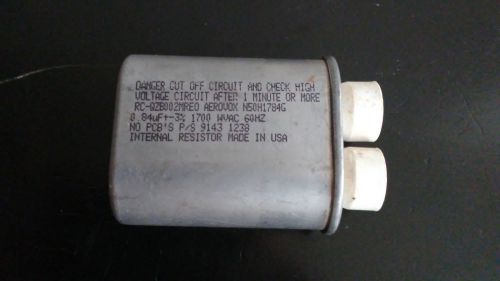 DANGER CUT OFF CIRCUIT AND CHECK HIGH
VOLTAGE CIRCUIT AFTER 1 MINUTE OR MORE
RC-QZB002MRE0 AEROVOX N50H1784G
0.84uF+-3% 1700 WVAC 60HZ
NO PCB'S P/S 9143 1238
INTERNAL RESISTOR MADE IN USA